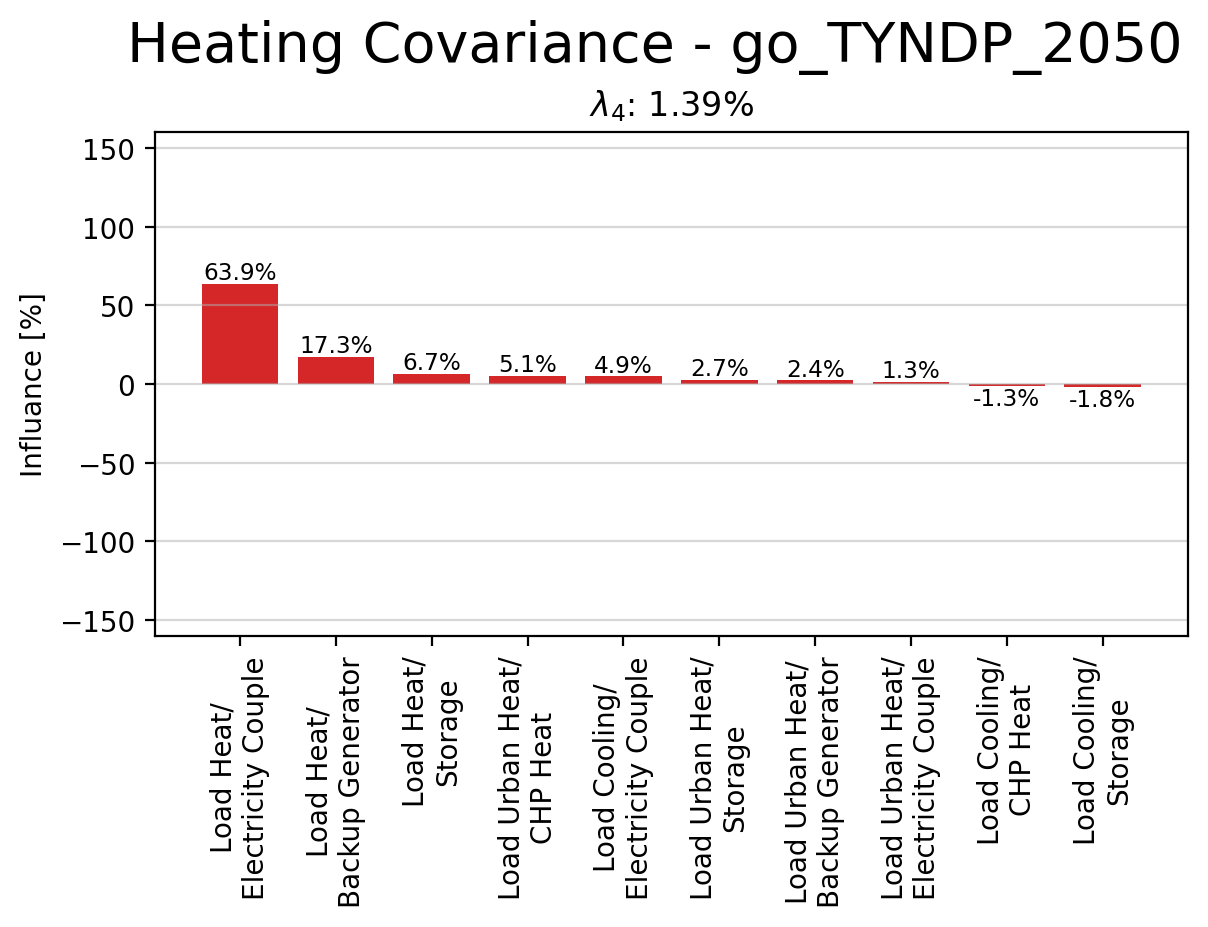 Heating Covariance - go_TYNDP_2050
λ4: 1.39%
Influance [%]
150
100
50
0
−50
−100
−150
63.9%
17.3%
6.7%
5.1%
4.9%
2.7%
2.4%
1.3%
-1.3%
-1.8%
Load Heat/
Electricity Couple
Load Heat/
Backup Generator
Load Heat/
Storage
Load Urban Heat/
CHP Heat
Load Cooling/
Electricity Couple
Load Urban Heat/
Storage
Load Urban Heat/
Backup Generator
Load Urban Heat/
Electricity Couple
Load Cooling/
CHP Heat
Load Cooling/
Storage